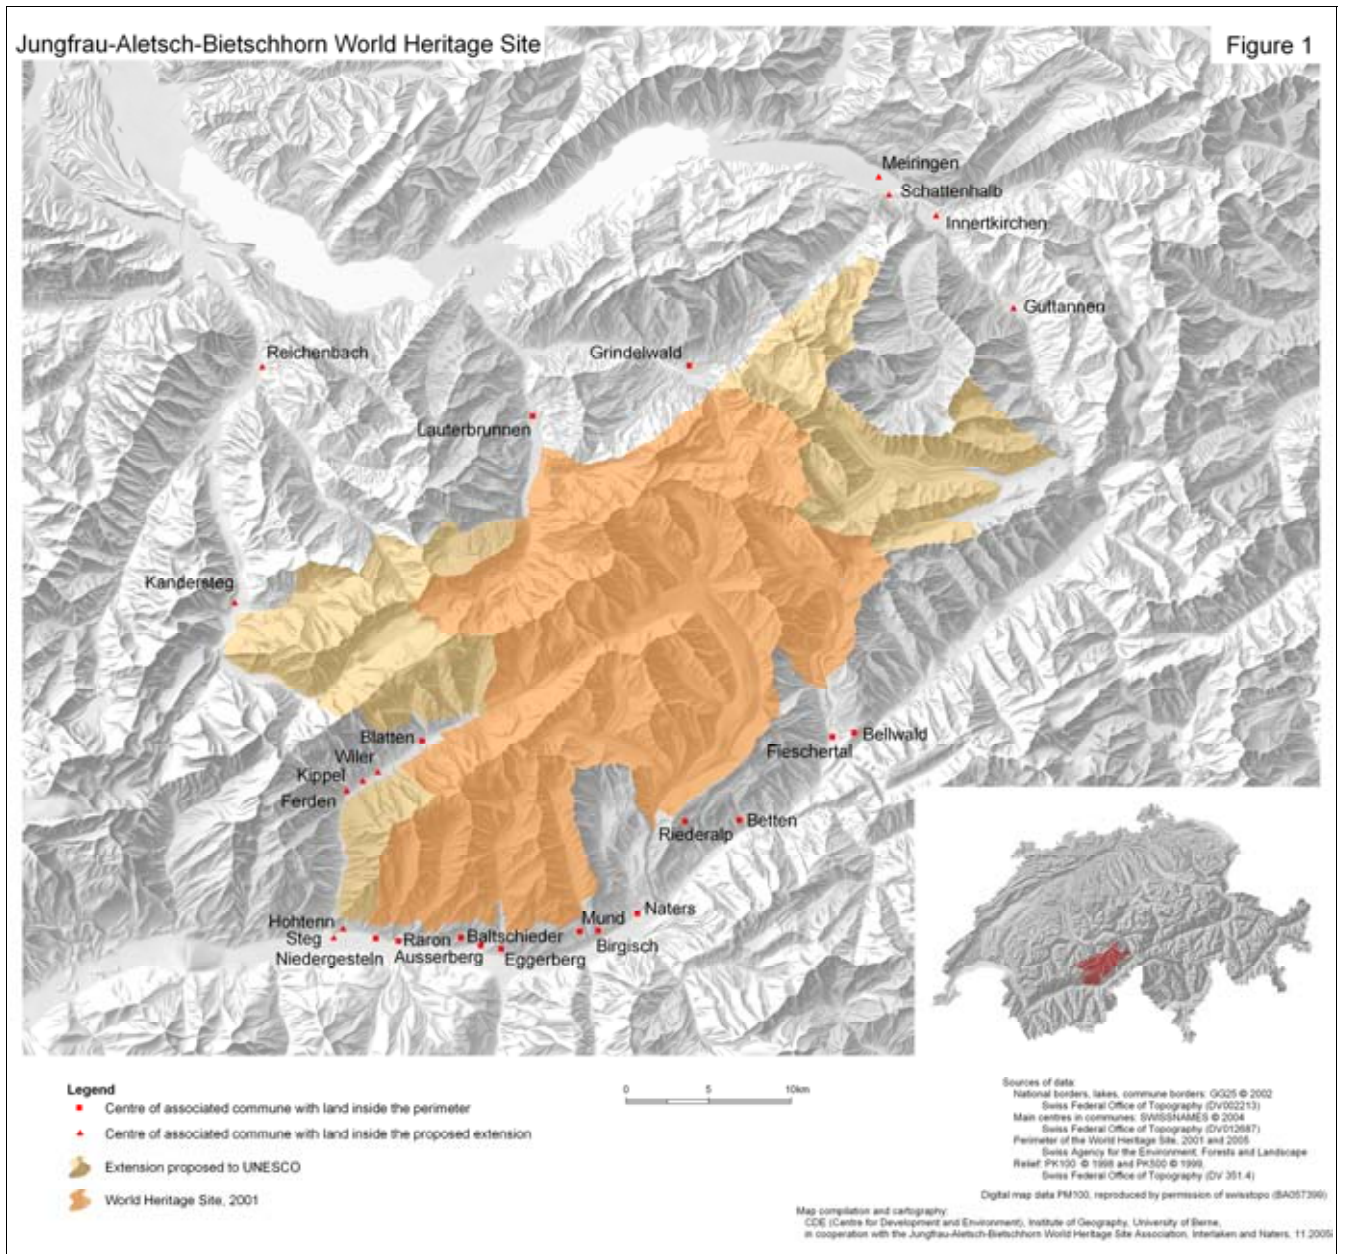 Jungfrau-Aletsch-Bietschhorn World Heritage Site
Figure 1
Meiringen
Schattenhalb
Innertkirchen
Guttannen
Reichenbach
Grindelwald
Lauterbrunnen
Kandersteg
Blatten
Wiler
Kippel
Ferden
Fieschertal
Bellwald
Riederalp
Betten
Hohtenn
Steg
Niedergesteln
Raron
Ausserberg
Baltschieder
Eggerberg
Mund
Birgisch
Naters
Legend
Centre of associated commune with land inside the perimeter
Centre of associated commune with land inside the proposed extension
Extension proposed to UNESCO
World Heritage Site, 2001
0 5 10km
Sources of data:
National borders, lakes, commune borders: GG25 © 2002
Swiss Federal Office of Topography (DV002213)
Main centres in communes: SWISSNAMES © 2004
Swiss Federal Office of Topography (DV012687)
Perimeter of the World Heritage Site, 2001 and 2005
Swiss Agency for the Environment, Forests and Landscape
Relief: PK100 © 1998 and PK500 © 1999,
Swiss Federal Office of Topography (DV 351.4)
Digital map data PM100, reproduced by permission of swisstopo (BA057399)
Map compilation and cartography:
CDE (Centre for Development and Environment), Institute of Geography, University of Berne,
in cooperation with the Jungfrau-Aletsch-Bietschhorn World Heritage Site Association, Interlaken and Naters, 11.2005